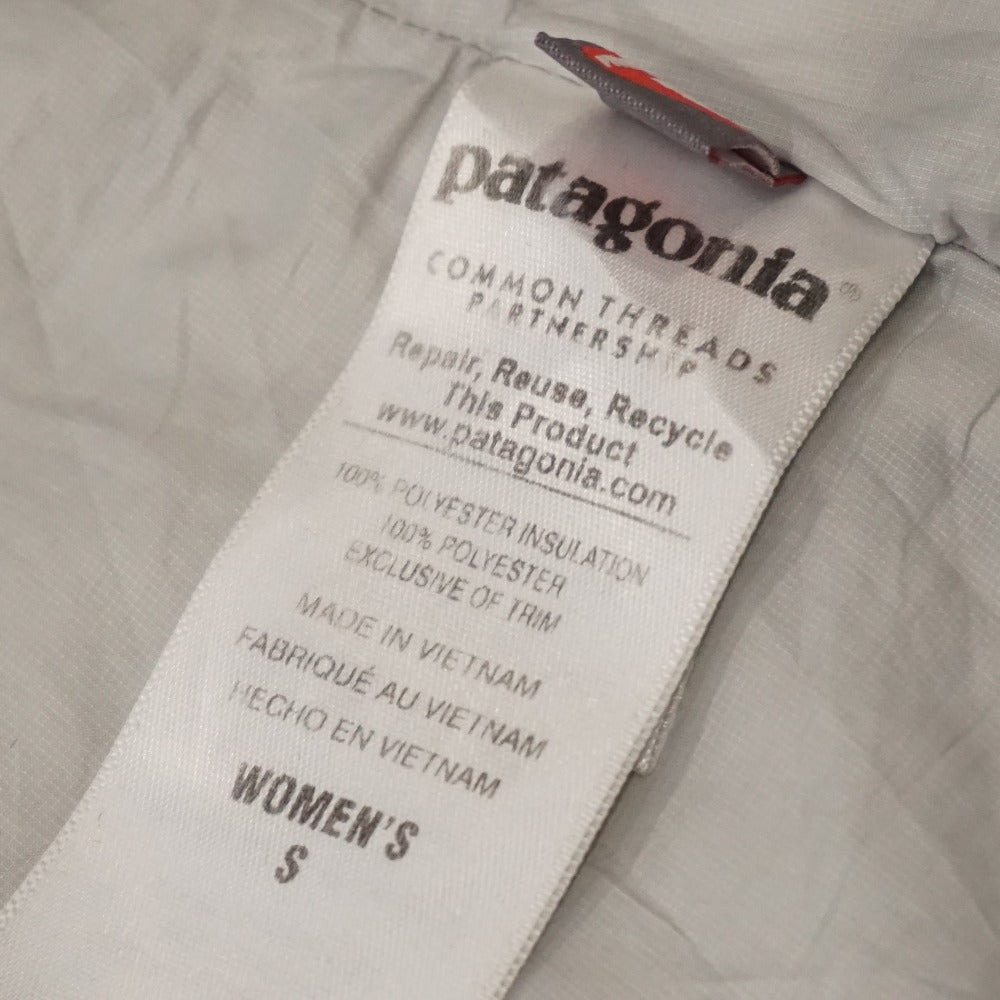 patagonia®
COMMON THREADS
PARTNERSHIP
Repair, Reuse, Recycle
This Product
www.patagonia.com
100% POLYESTER INSULATION
100% POLYESTER
EXCLUSIVE OF TRIM
MADE IN VIETNAM
FABRIQUÉ AU VIETNAM
HECHO EN VIETNAM
WOMEN'S
S